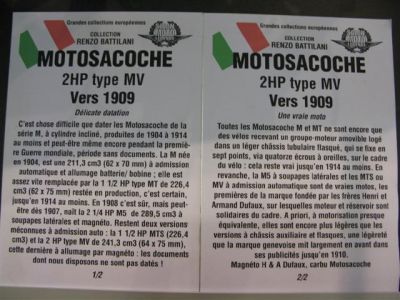 Grandes collections européennes
COLLECTION
RENZO BATTILANI
MOTOSACOCHE
2HP type MV
Vers 1909
Délicate datation
C'est chose difficile que dater les Motosacoche de la
série M, à cylindre incliné, produites de 1904 à 1914
au moins et peut-être même encore pendant la premiè-
re Guerre mondiale, période sans documents. La M née
en 1904, est une 211,3 cm3 (62 x 70 mm) à admission
automatique et allumage batterie/ bobine ; elle est
assez vite remplacée par la 1 1/2 HP type MT de 226,4
cm3 (62 x 75 mm) restée en production, c'est certain,
jusqu'en 1914 au moins. En 1908 c'est sûr, mais peut-
être dès 1907, naît la 2 1/4 HP M5 de 289,5 cm3 à
soupapes latérales et magnéto. Restent deux versions
méconnues à admission auto : la 1 1/2 HP MTS (226,4
cm3) et la 2 HP type MV de 241,3 cm3 (64 x 75 mm),
cette dernière à allumage par magnéto : les documents
dont nous disposons ne sont pas datés !
1/2
Grandes collections européennes
COLLECTION
RENZO BATTILANI
MOTOSACOCHE
2HP type MV
Vers 1909
Une vraie moto
Toutes les Motosacoche M et MT ne sont encore que
des vélos recevant un groupe-moteur amovible logé
dans un léger châssis tubulaire flasqué, qui se fixe en
sept points, via quatorze écrous à oreilles, sur le cadre
du vélo : cela reste vrai jusqu'en 1914 au moins. En
revanche, la M5 à soupapes latérales et les MTS ou
MV à admission automatique sont de vraies motos, les
premières de la marque fondée par les frères Henri et
Armand Dufaux, sur lesquelles moteur et réservoir sont
solidaires du cadre. A priori, à motorisation presque
équivalente, elles sont encore plus légères que les
versions à châssis supplémentaire flasqué, une légèreté
que la marque genevoise mit largement en avant dans
ses publicités jusqu'en 1910.
Magnéto H & A Dufaux, carbu Motosacoche
2/2